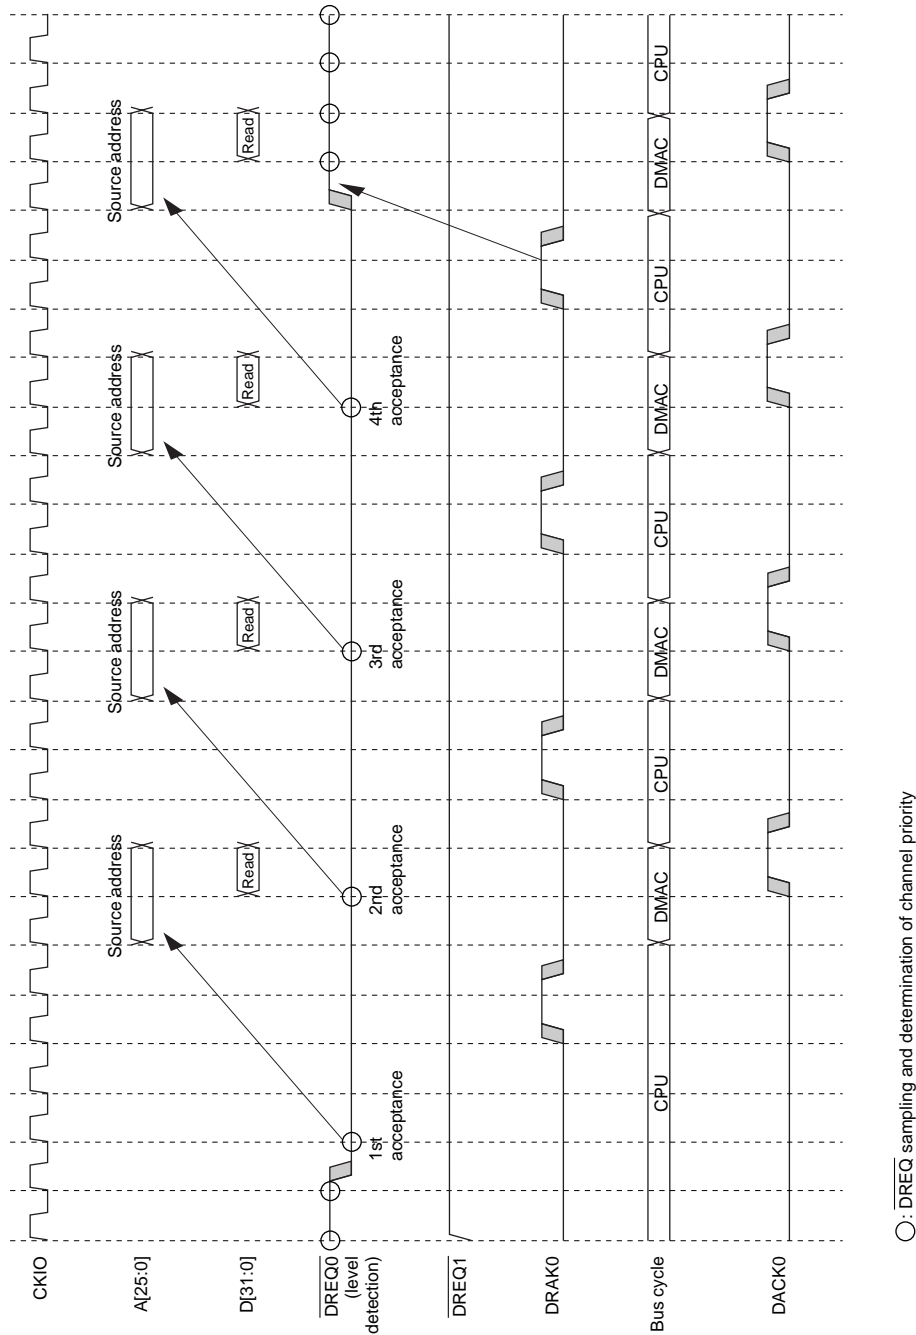 CKIO
A[25:0]
Source address
Source address
Source address
Source address
D[31:0]
Read
Read
Read
Read
DREQ0
(level
detection)
1st
acceptance
2nd
acceptance
3rd
acceptance
4th
acceptance
DREQ1
DRAK0
Bus cycle
CPU
DMAC
CPU
DMAC
CPU
DMAC
CPU
DMAC
CPU
DACK0
: DREQ sampling and determination of channel priority